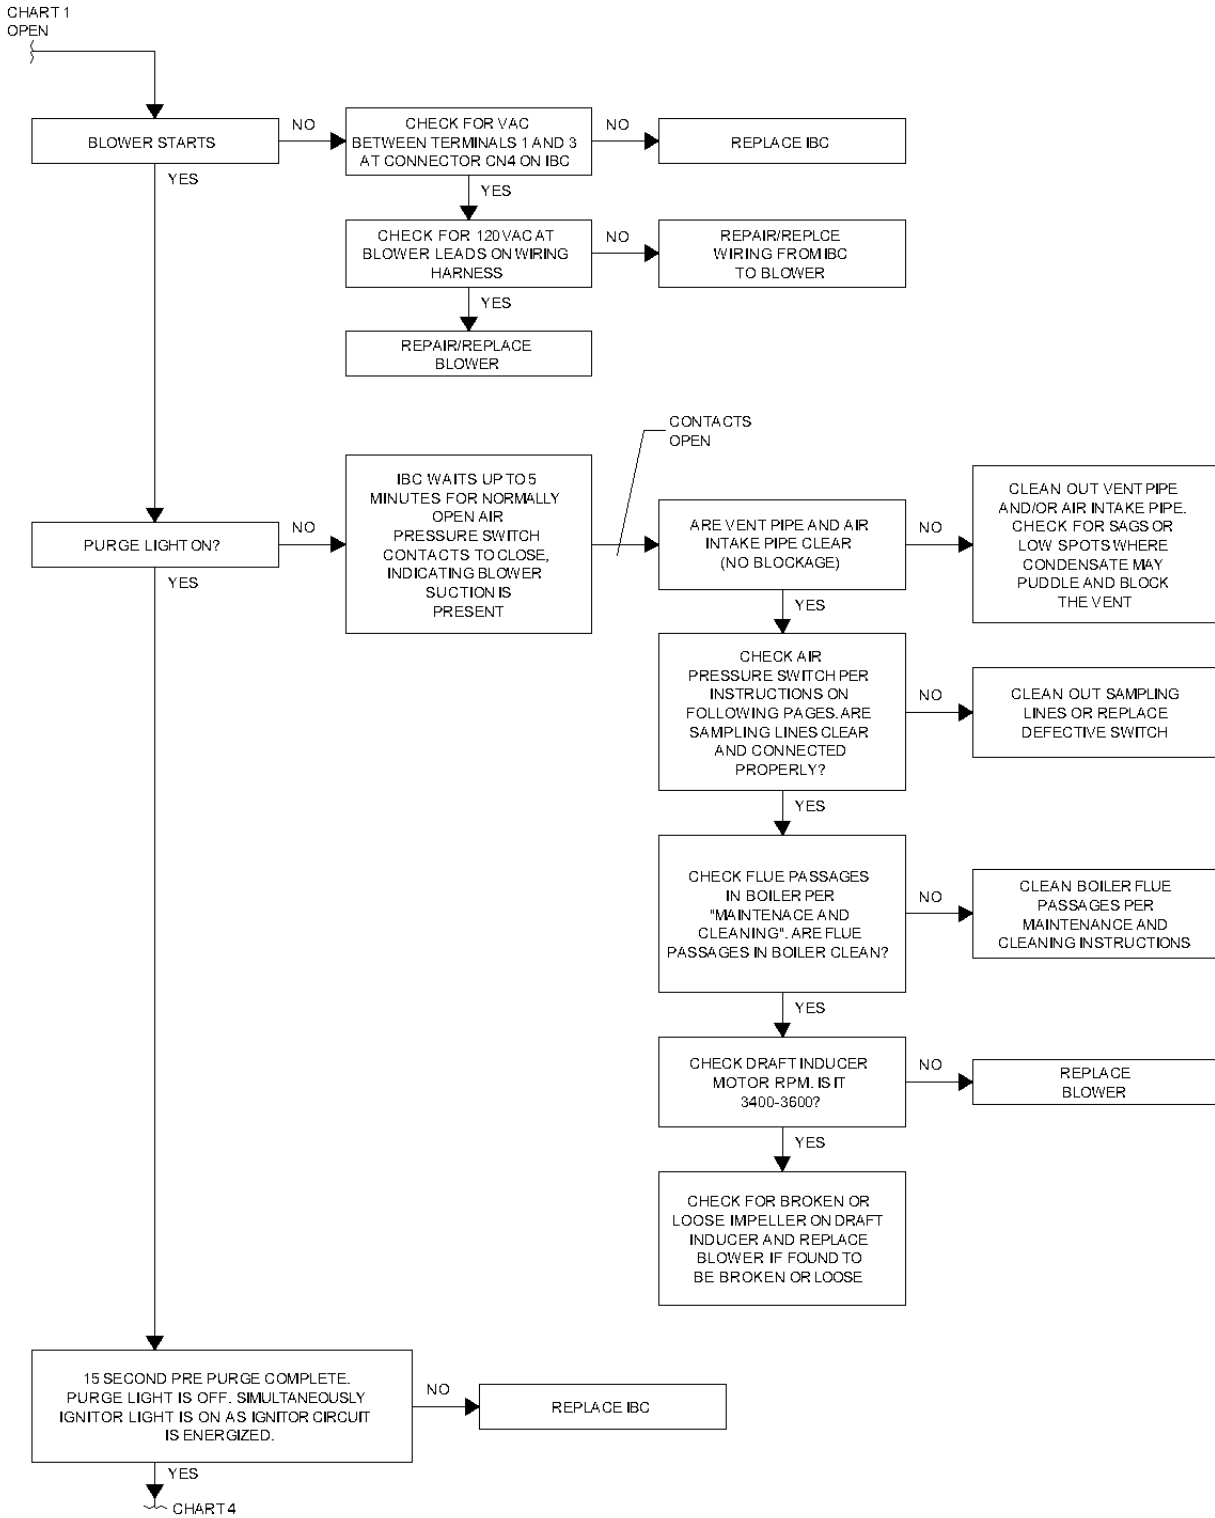 CHART 1
OPEN
BLOWER STARTS
NO
CHECK FOR VAC
BETWEEN TERMINALS 1 AND 3
AT CONNECTOR CN4 ON IBC
NO
REPLACE IBC
YES
YES
CHECK FOR 120 VAC AT
BLOWER LEADS ON WIRING
HARNESS
NO
REPAIR/REPLCE
WIRING FROM IBC
TO BLOWER
YES
REPAIR/REPLACE
BLOWER
CONTACTS
OPEN
PURGE LIGHT ON?
NO
IBC WAITS UP TO 5
MINUTES FOR NORMALLY
OPEN AIR
PRESSURE SWITCH
CONTACTS TO CLOSE,
INDICATING BLOWER
SUCTION IS
PRESENT
ARE VENT PIPE AND AIR
INTAKE PIPE CLEAR
(NO BLOCKAGE)
NO
CLEAN OUT VENT PIPE
AND/OR AIR INTAKE PIPE.
CHECK FOR SAGS OR
LOW SPOTS WHERE
CONDENSATE MAY
PUDDLE AND BLOCK
THE VENT
YES
YES
CHECK AIR
PRESSURE SWITCH PER
INSTRUCTIONS ON
FOLLOWING PAGES. ARE
SAMPLING LINES CLEAR
AND CONNECTED
PROPERLY?
NO
CLEAN OUT SAMPLING
LINES OR REPLACE
DEFECTIVE SWITCH
YES
CHECK FLUE PASSAGES
IN BOILER PER
"MAINTENACE AND
CLEANING". ARE FLUE
PASSAGES IN BOILER CLEAN?
NO
CLEAN BOILER FLUE
PASSAGES PER
MAINTENANCE AND
CLEANING INSTRUCTIONS
YES
CHECK DRAFT INDUCER
MOTOR RPM. IS IT
3400-3600?
NO
REPLACE
BLOWER
YES
CHECK FOR BROKEN OR
LOOSE IMPELLER ON DRAFT
INDUCER AND REPLACE
BLOWER IF FOUND TO
BE BROKEN OR LOOSE
15 SECOND PRE PURGE COMPLETE.
PURGE LIGHT IS OFF. SIMULTANEOUSLY
IGNITOR LIGHT IS ON AS IGNITOR CIRCUIT
IS ENERGIZED.
NO
REPLACE IBC
YES
CHART 4